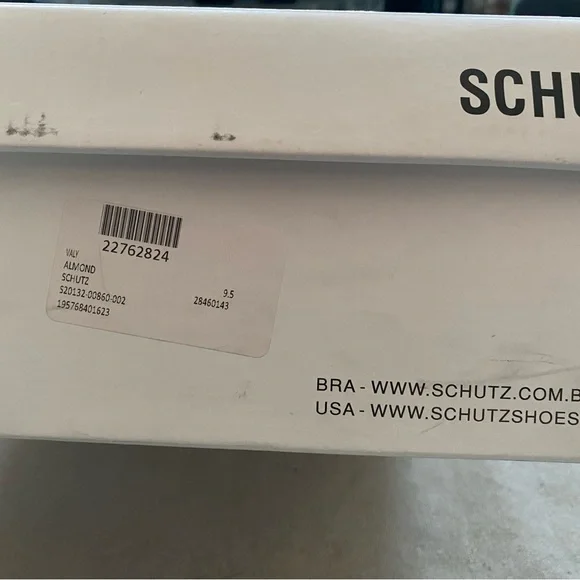 SCHU
22762824
VALY
ALMOND
SCHUTZ 9.5
S20132-00860-002 28460143
195768401623
BRA - WWW.SCHUTZ.COM.B
USA - WWW.SCHUTZSHOES